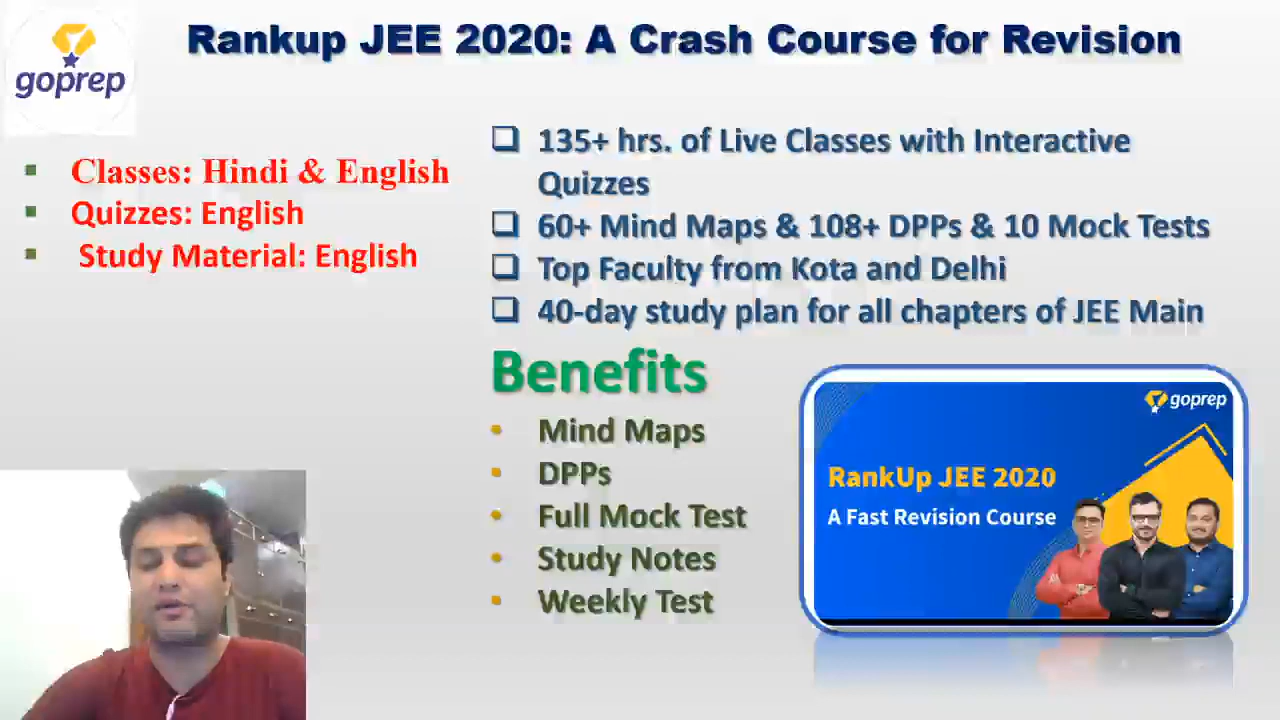 goprep
Rankup JEE 2020: A Crash Course for Revision
Classes: Hindi & English
Quizzes: English
Study Material: English
135+ hrs. of Live Classes with Interactive
Quizzes
60+ Mind Maps & 108+ DPPs & 10 Mock Tests
Top Faculty from Kota and Delhi
40-day study plan for all chapters of JEE Main
Benefits
Mind Maps
DPPs
Full Mock Test
Study Notes
Weekly Test
goprep
RankUp JEE 2020
A Fast Revision Course